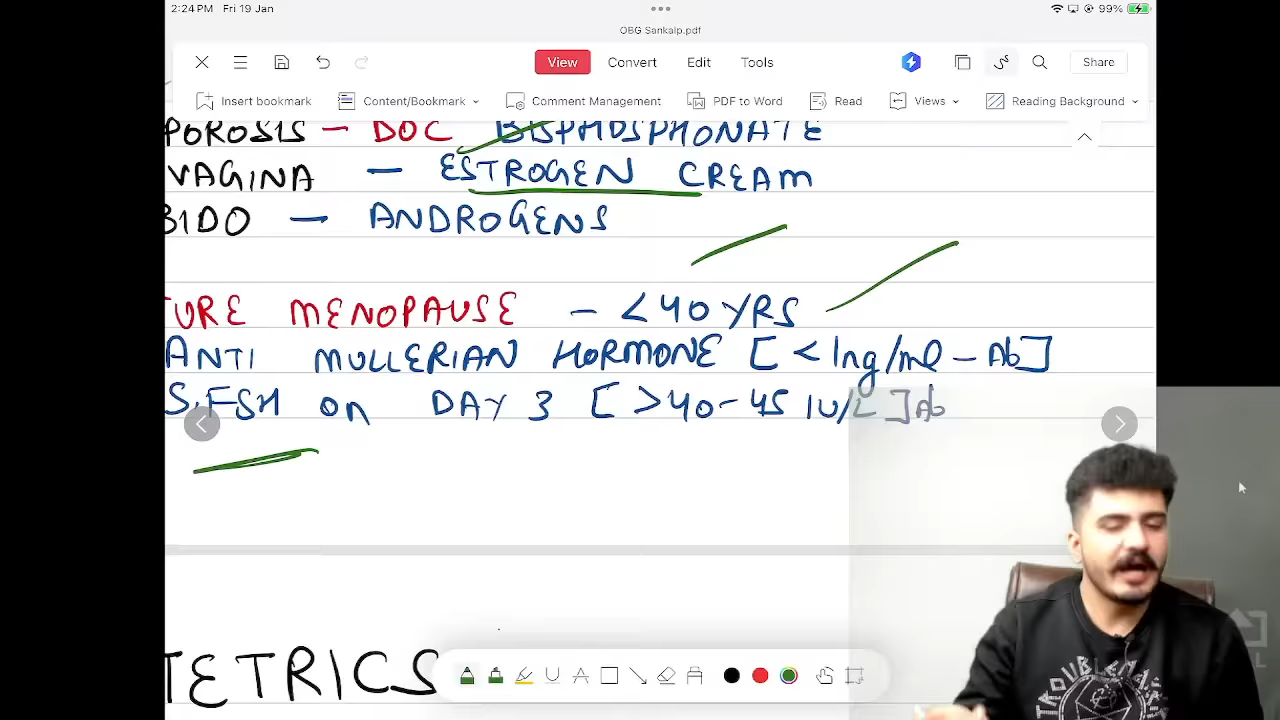 2:24 PM Fri 19 Jan
99%
OBG Sankalp.pdf
View Convert Edit Tools Share
Insert bookmark Content/Bookmark Comment Management PDF to Word Read Views Reading Background
POROSIS - DOC BISPHOSPHONATE
VAGINA - ESTROGEN CREAM
BIDO - ANDROGENS
URE MENOPAUSE - <40 YRS
ANTI MULLERIAN HORMONE [<1ng/ml - Ab]
S.FSH on DAY 3 [>40-45 IU/L] Ab
TETRICS